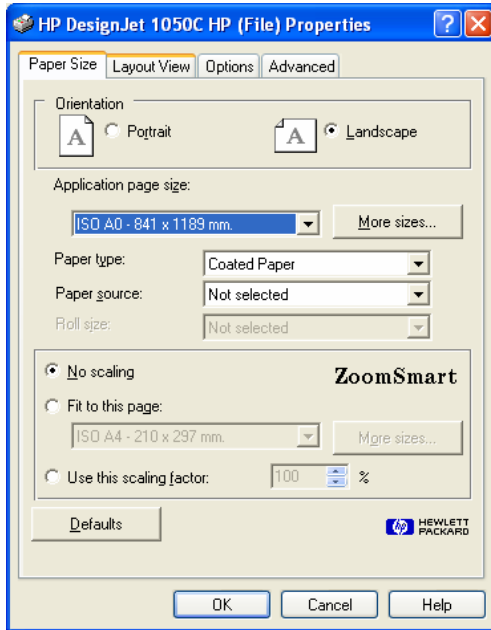 HP DesignJet 1050C HP (File) Properties
Paper Size Layout View Options Advanced
Orientation
A Portrait A Landscape
Application page size:
ISO A0 - 841 x 1189 mm. More sizes...
Paper type: Coated Paper
Paper source: Not selected
Roll size: Not selected
No scaling ZoomSmart
Fit to this page:
ISO A4 - 210 x 297 mm. More sizes...
Use this scaling factor: 100 %
Defaults hp HEWLETT
PACKARD
OK Cancel Help